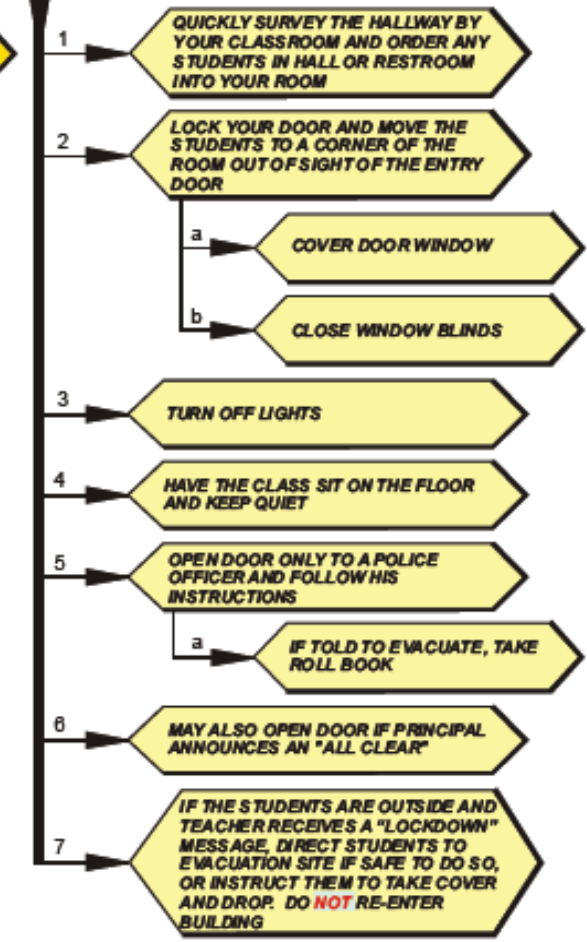 1
QUICKLY SURVEY THE HALLWAY BY
YOUR CLASSROOM AND ORDER ANY
STUDENTS IN HALL OR RESTROOM
INTO YOUR ROOM
2
LOCK YOUR DOOR AND MOVE THE
STUDENTS TO A CORNER OF THE
ROOM OUT OF SIGHT OF THE ENTRY
DOOR
a
COVER DOOR WINDOW
b
CLOSE WINDOW BLINDS
3
TURN OFF LIGHTS
4
HAVE THE CLASS SIT ON THE FLOOR
AND KEEP QUIET
5
OPEN DOOR ONLY TO A POLICE
OFFICER AND FOLLOW HIS
INSTRUCTIONS
a
IF TOLD TO EVACUATE, TAKE
ROLL BOOK
6
MAY ALSO OPEN DOOR IF PRINCIPAL
ANNOUNCES AN "ALL CLEAR"
7
IF THE STUDENTS ARE OUTSIDE AND
TEACHER RECEIVES A "LOCKDOWN"
MESSAGE, DIRECT STUDENTS TO
EVACUATION SITE IF SAFE TO DO SO,
OR INSTRUCT THEM TO TAKE COVER
AND DROP. DO NOT RE-ENTER
BUILDING